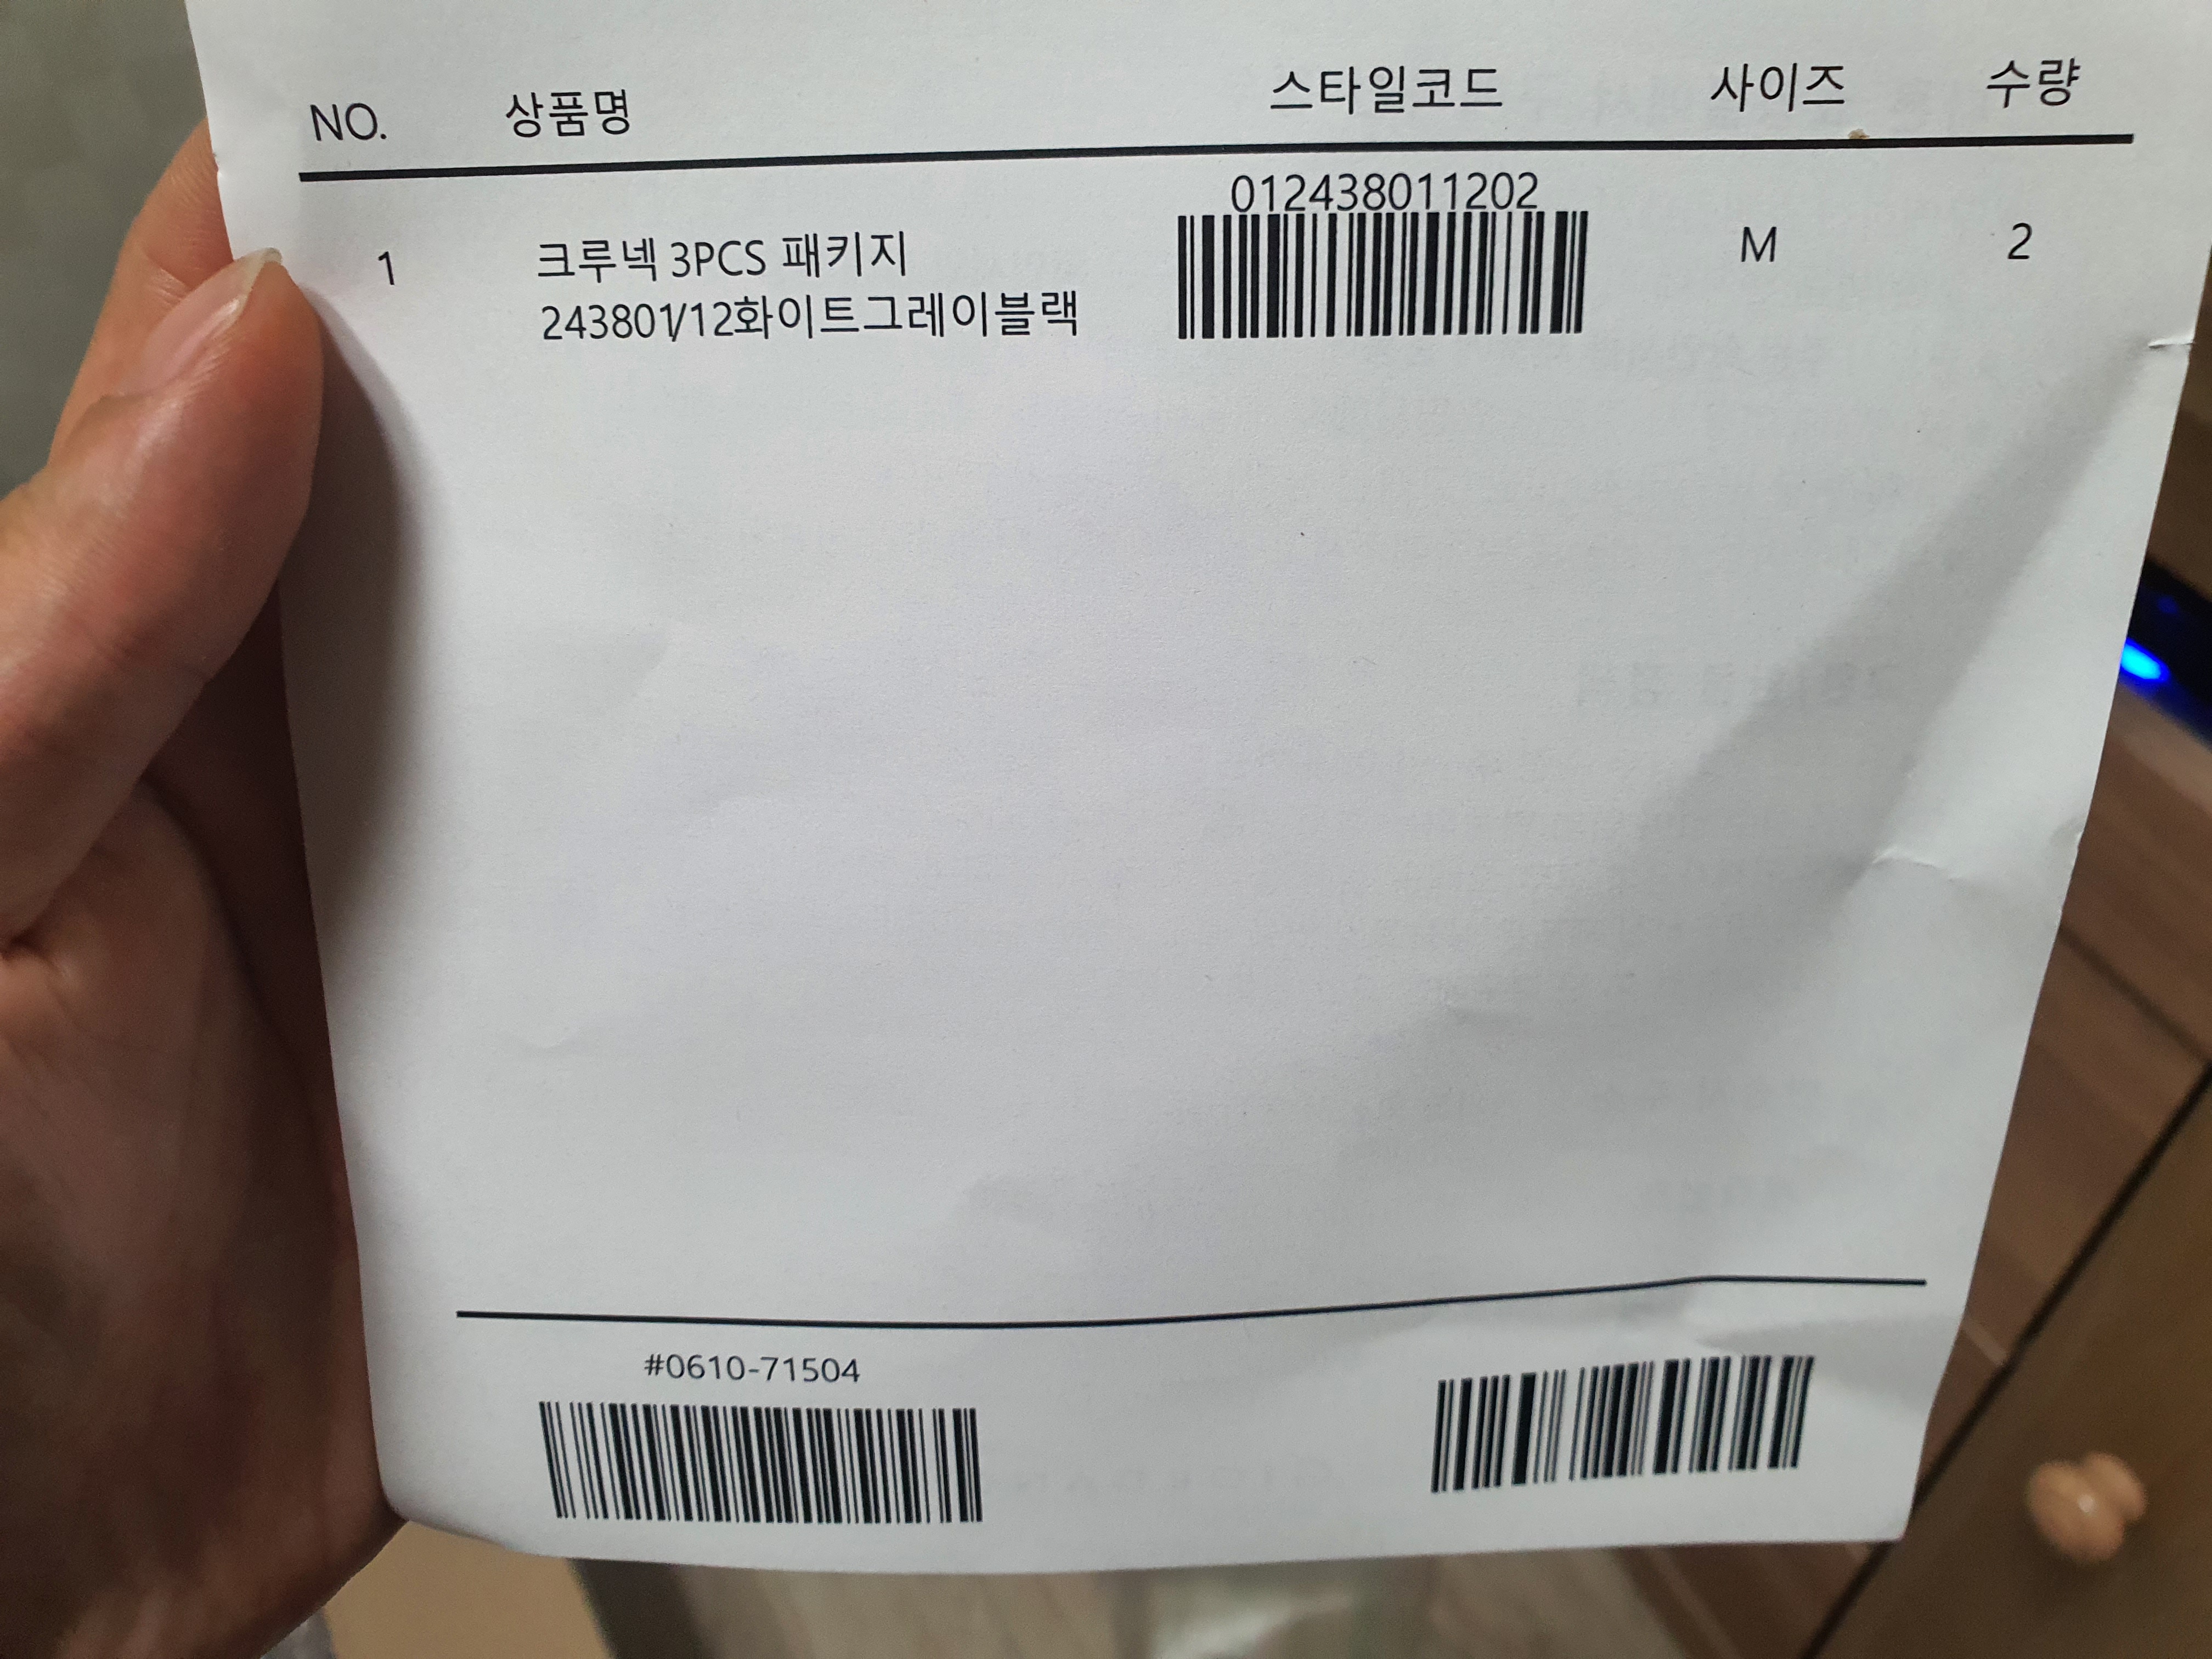 NO. 상품명 스타일코드 사이즈 수량
012438011202
1 크루넥 3PCS 패키지 M 2
243801/12화이트그레이블랙
#0610-71504